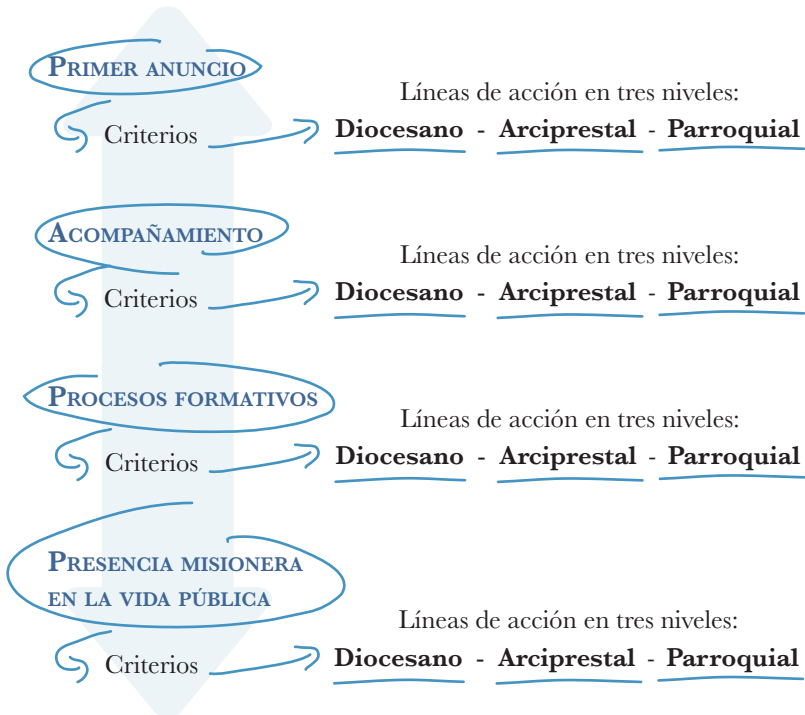 PRIMER ANUNCIO
Líneas de acción en tres niveles:
Criterios
Diocesano - Arciprestal - Parroquial
ACOMPAÑAMIENTO
Líneas de acción en tres niveles:
Criterios
Diocesano - Arciprestal - Parroquial
PROCESOS FORMATIVOS
Líneas de acción en tres niveles:
Criterios
Diocesano - Arciprestal - Parroquial
PRESENCIA MISIONERA
EN LA VIDA PÚBLICA
Líneas de acción en tres niveles:
Criterios
Diocesano - Arciprestal - Parroquial